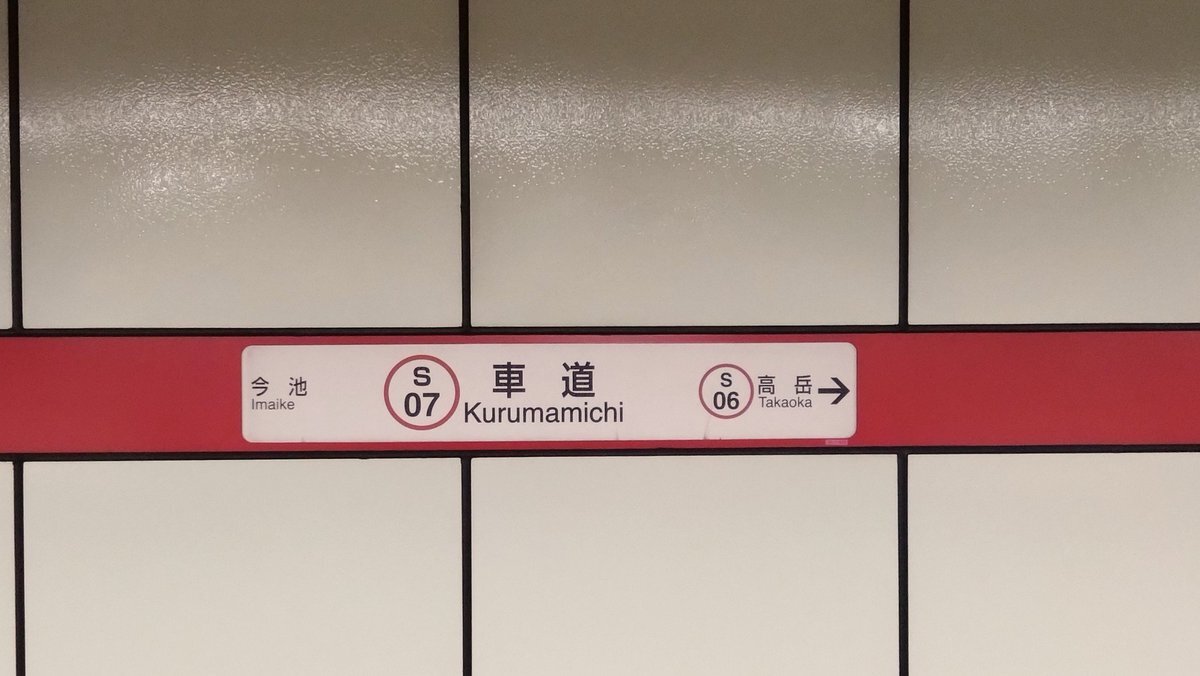 今池
Imaike
S
07
車道
Kurumamichi
S
06
高岳
Takaoka
→